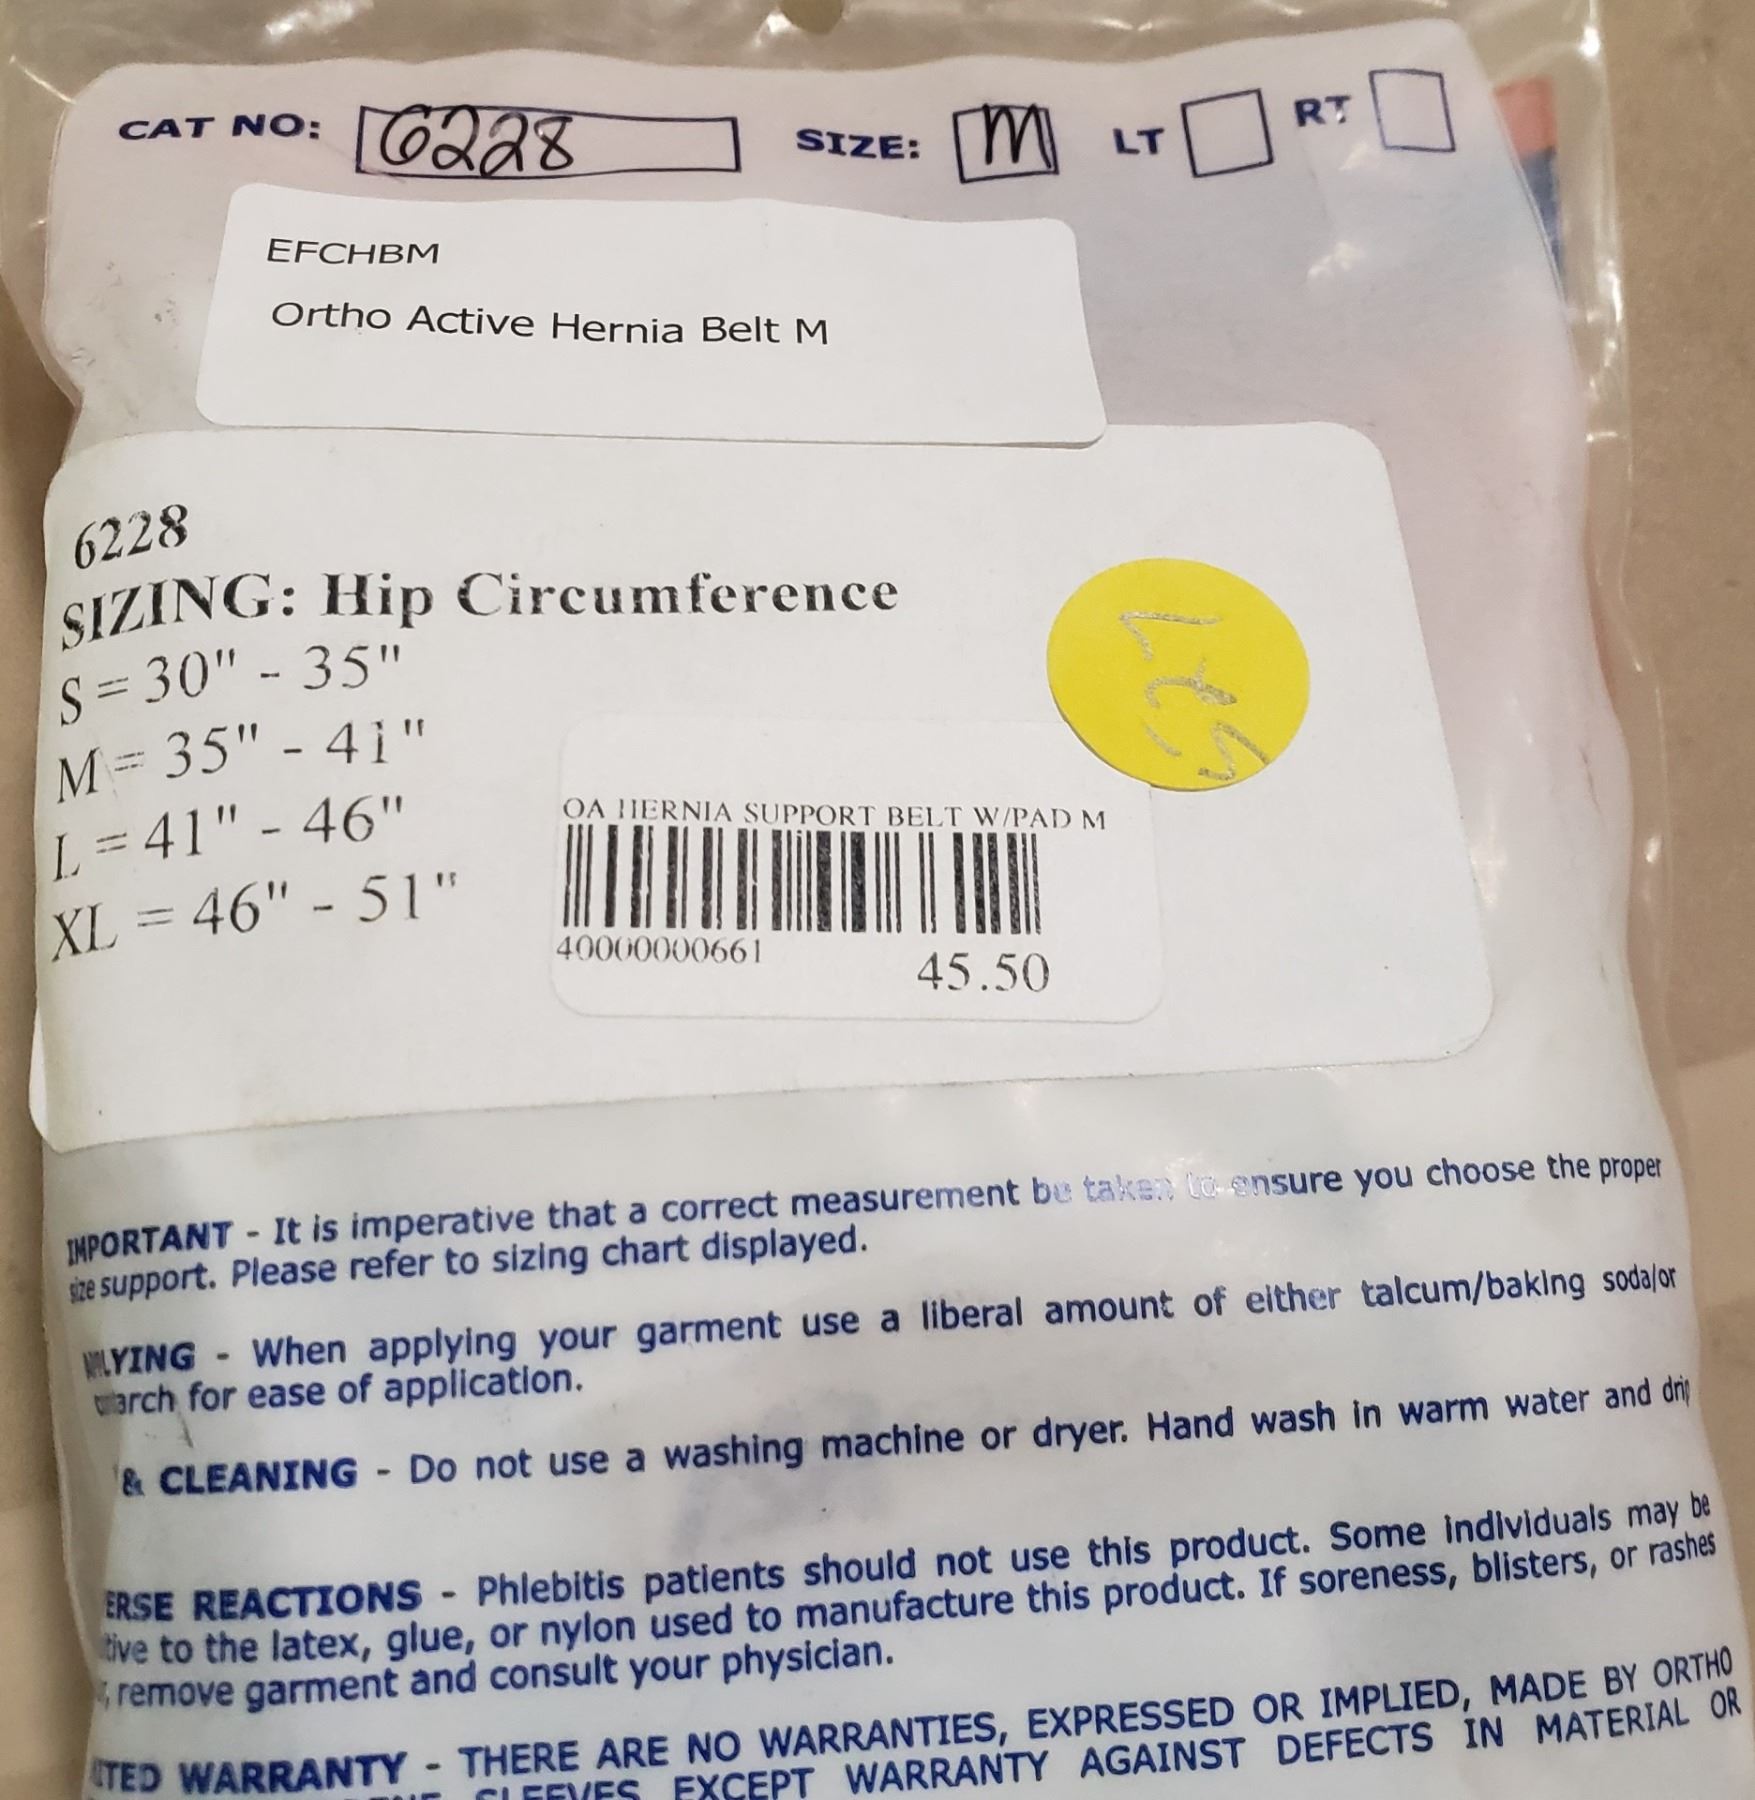 CAT NO: 6228 SIZE: M LT RT
EFCHBM
Ortho Active Hernia Belt M
6228
SIZING: Hip Circumference
S = 30" - 35"
M = 35" - 41"
L = 41" - 46"
XL = 46" - 51"
OA HERNIA SUPPORT BELT W/PAD M
40000000661
45.50
IMPORTANT - It is imperative that a correct measurement be taken to ensure you choose the proper
size support. Please refer to sizing chart displayed.
LYING - When applying your garment use a liberal amount of either talcum/baking soda/or
arch for ease of application.
& CLEANING - Do not use a washing machine or dryer. Hand wash in warm water and drip
ERSE REACTIONS - Phlebitis patients should not use this product. Some individuals may be
tive to the latex, glue, or nylon used to manufacture this product. If soreness, blisters, or rashes
, remove garment and consult your physician.
ITED WARRANTY - THERE ARE NO WARRANTIES, EXPRESSED OR IMPLIED, MADE BY ORTHO
SLEEVES EXCEPT WARRANTY AGAINST DEFECTS IN MATERIAL OR